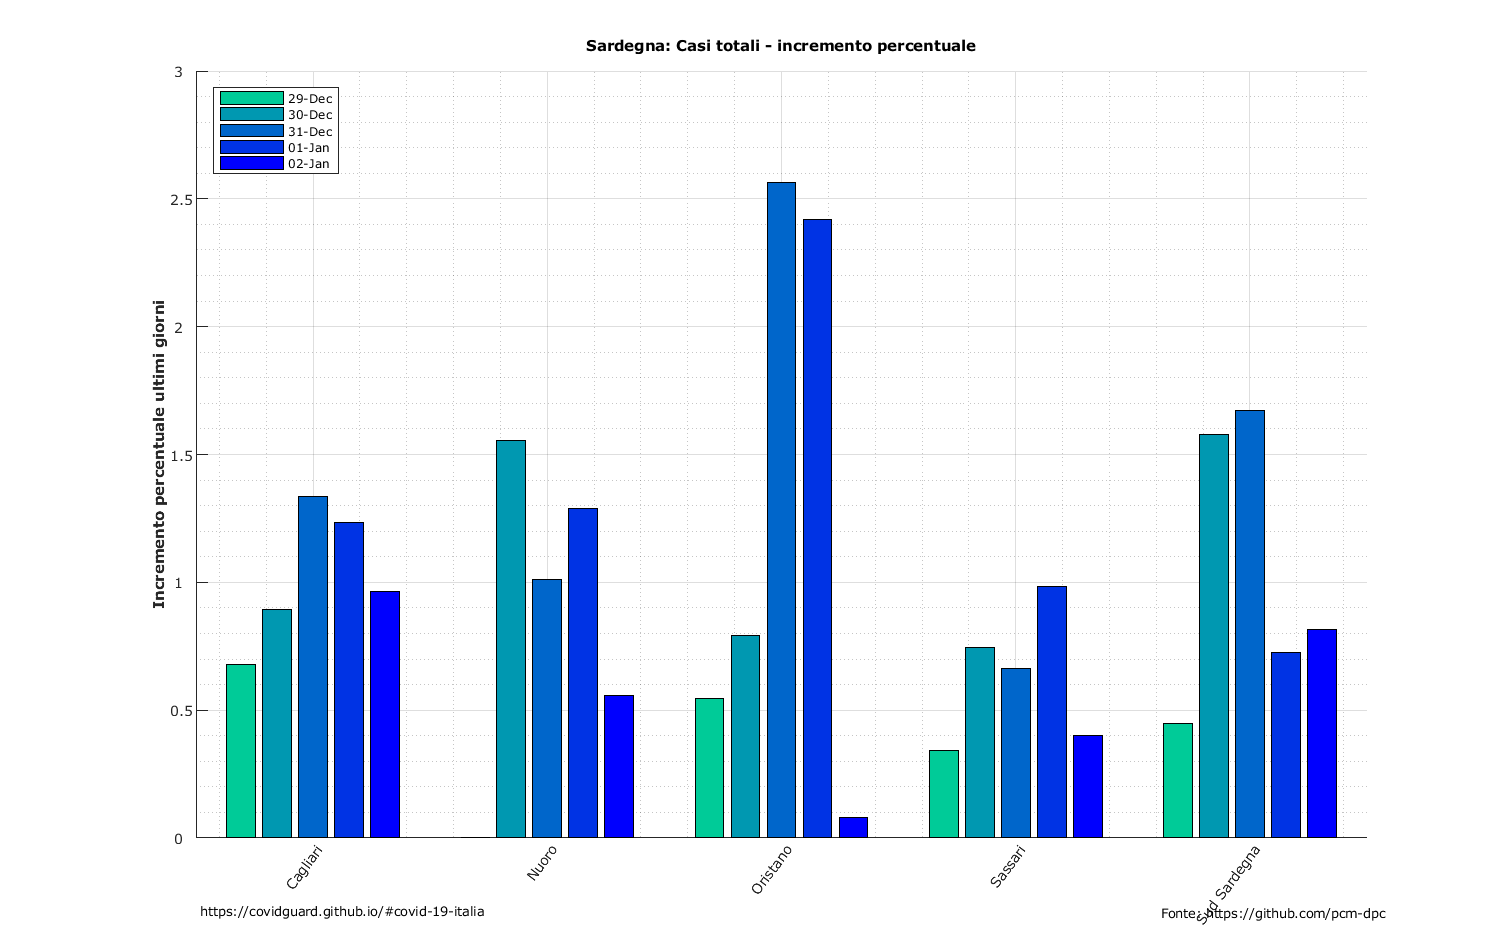 Sardegna: Casi totali - incremento percentuale
3
2.5
2
1.5
1
0.5
0
29-Dec
30-Dec
31-Dec
01-Jan
02-Jan
Incremento percentuale ultimi giorni
Cagliari
Nuoro
Oristano
Sassari
Sud Sardegna
https://covidguard.github.io/#covid-19-italia
Fonte: https://github.com/pcm-dpc